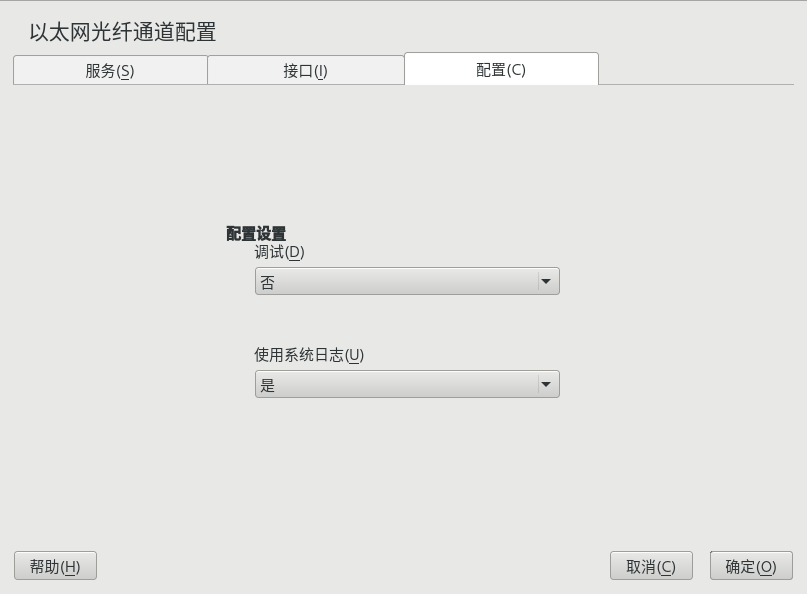 以太网光纤通道配置
服务(S)
接口(I)
配置(C)
配置设置
调试(D)
否
使用系统日志(U)
是
帮助(H)
取消(C)
确定(O)